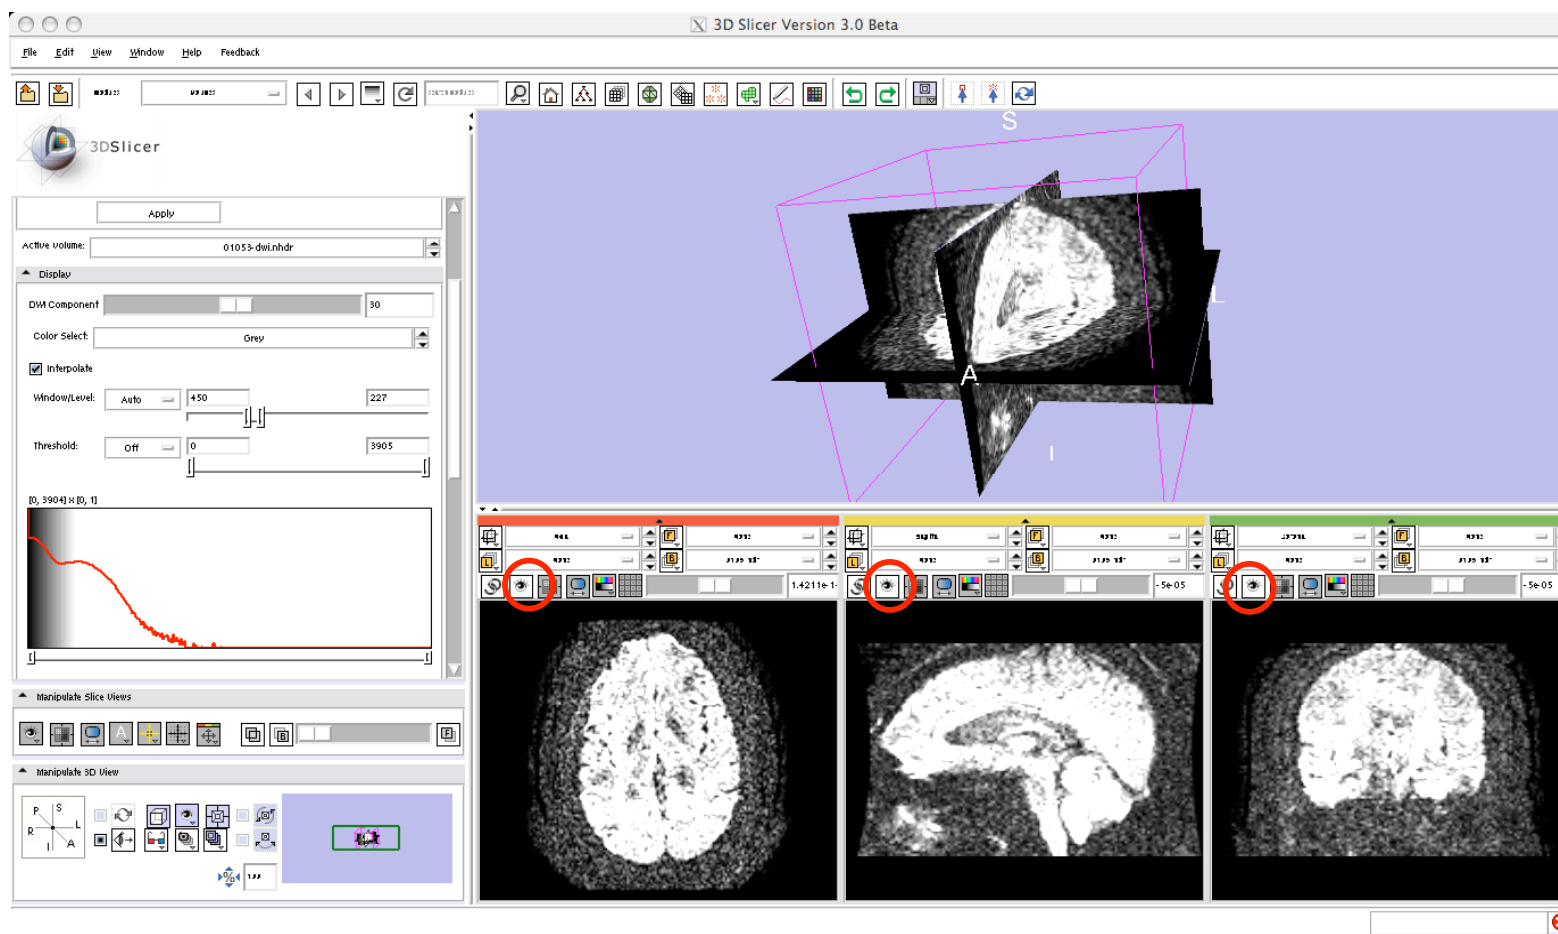 3D Slicer Version 3.0 Beta
File Edit View Window Help Feedback
3DSlicer
Apply
Active Volume: 01053-dwi.nhdr
Display
DWI Component 30
Color Select: Grey
Interpolate
Window/Level: Auto 450 227
Threshold: Off 0 3905
[0, 3904] x [0, 1]
Manipulate Slice Views
A B F
Manipulate 3D View
P S
R L
I A
%
S
L
A
I
F
L B
1.4211e-1
F
L B
-5e-05
F
L B
-5e-05